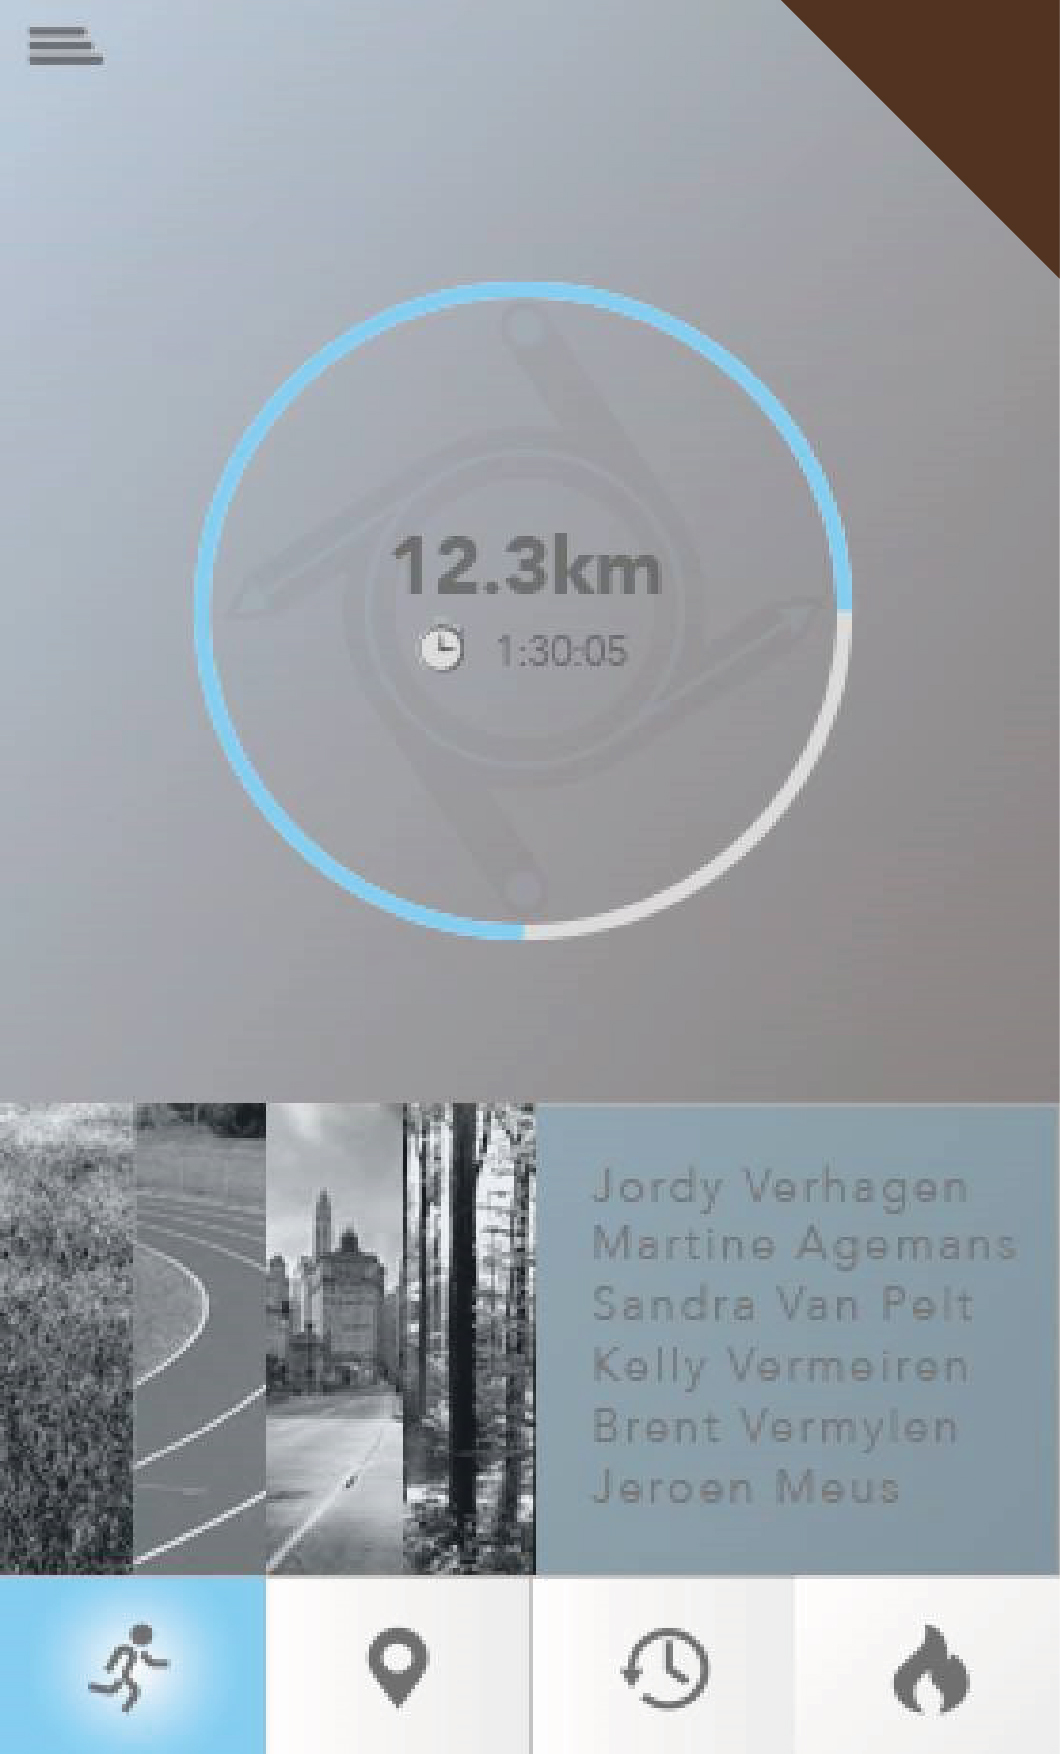 12.3km
1:30:05
Jordy Verhagen
Martine Agemans
Sandra Van Pelt
Kelly Vermeiren
Brent Vermylen
Jeroen Meus